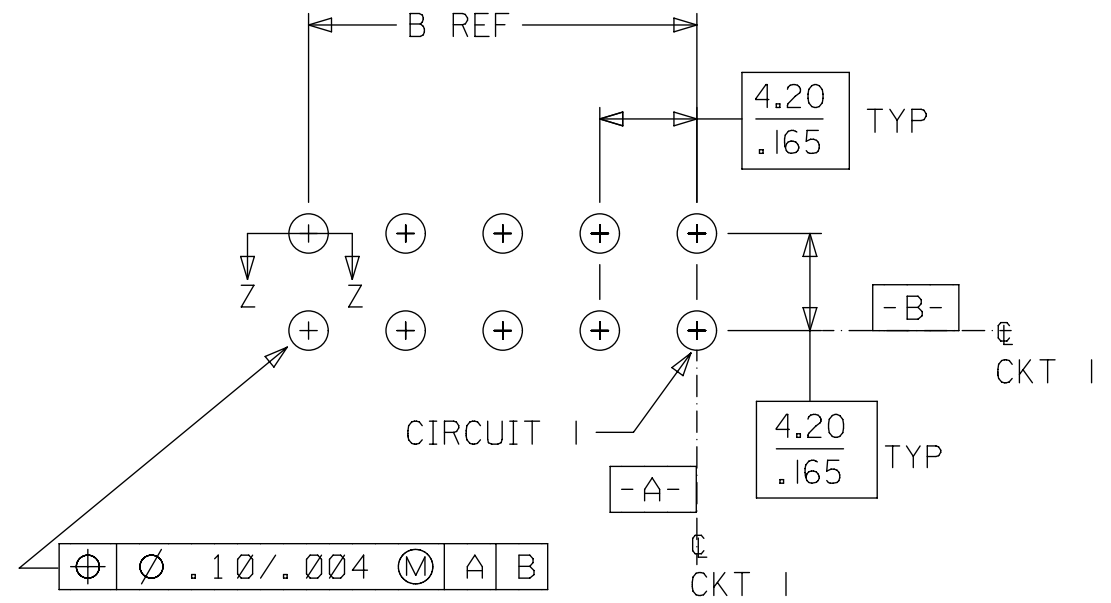 B REF
4.20
.165
TYP
Z Z
-B-
℄
CKT 1
CIRCUIT 1
4.20
.165
TYP
-A-
℄
CKT 1
⌖ Ø .10/.004 Ⓜ A B